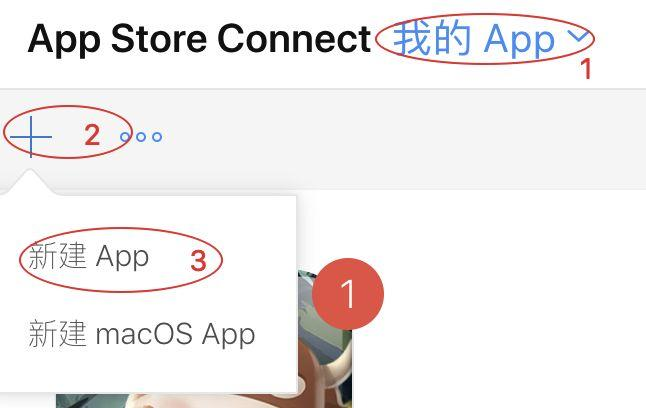 App Store Connect 我的 App
1
2
新建 App 3
1
新建 macOS App